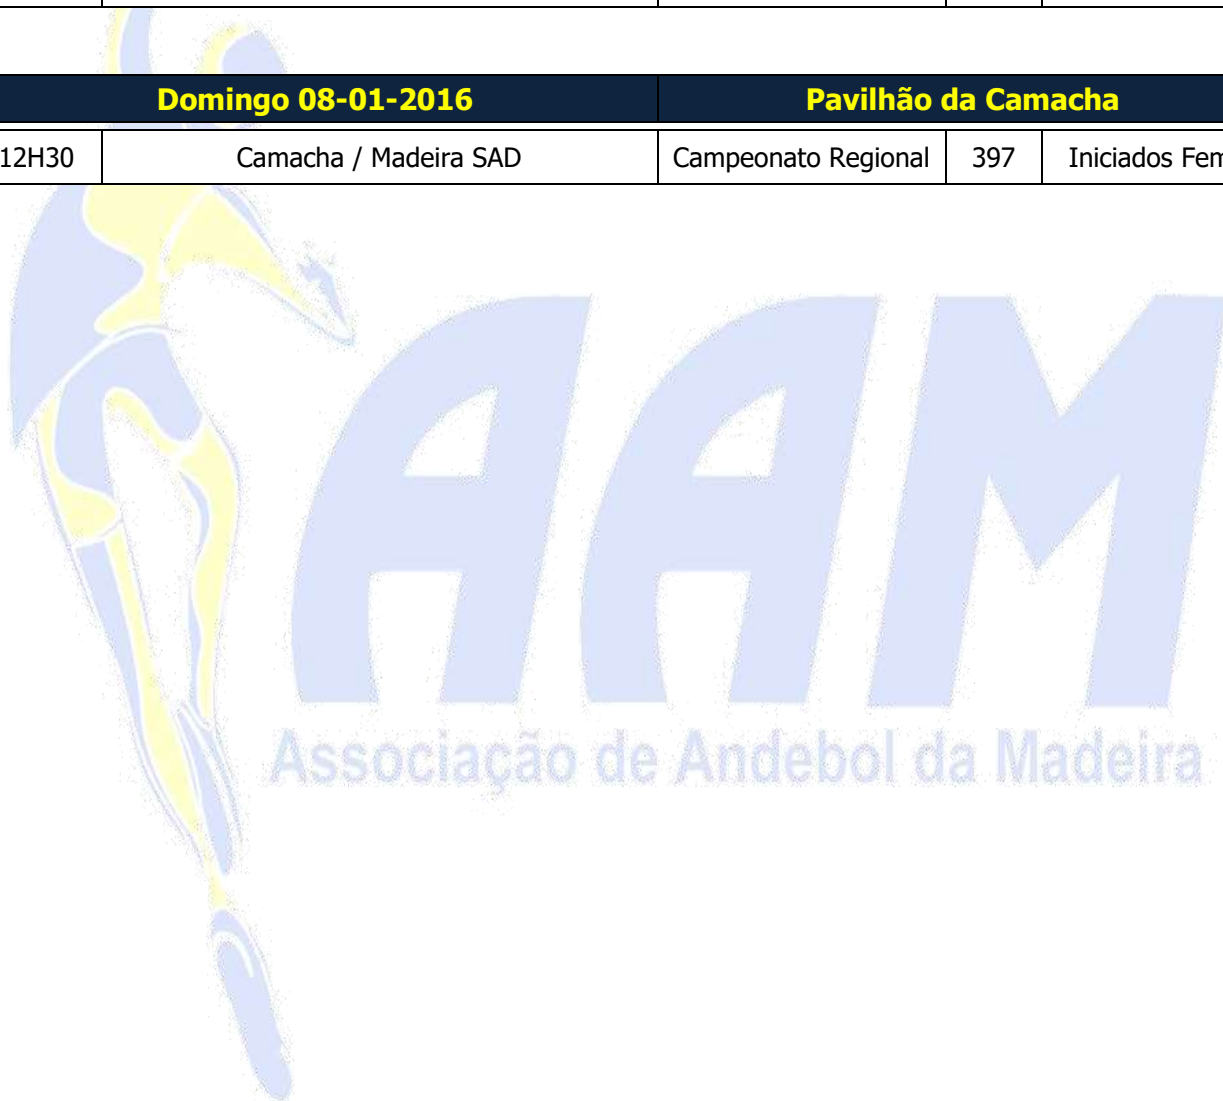 Domingo 08-01-2016 Pavilhão da Camacha
12H30 Camacha / Madeira SAD Campeonato Regional 397 Iniciados Fem
AAM
Associação de Andebol da Madeira